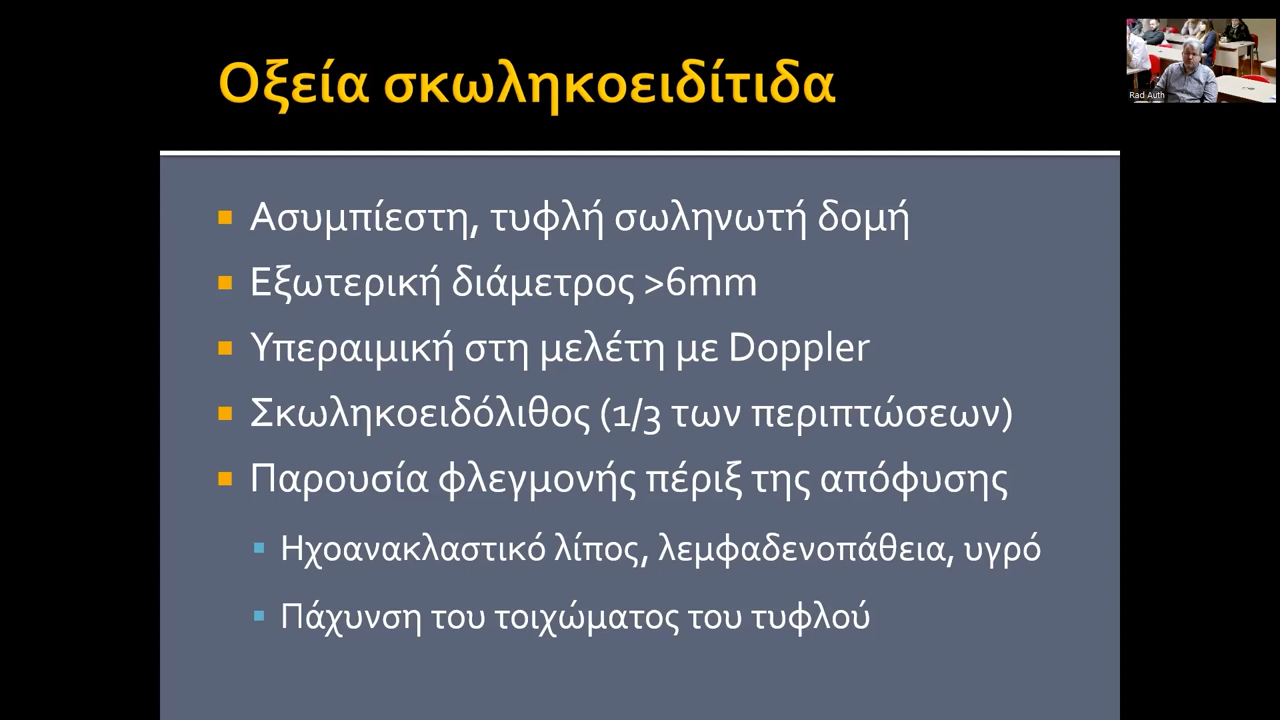 Οξεία σκωληκοειδίτιδα
Rad Auth
Ασυμπίεστη, τυφλή σωληνωτή δομή
Εξωτερική διάμετρος >6mm
Υπεραιμική στη μελέτη με Doppler
Σκωληκοειδόλιθος (1/3 των περιπτώσεων)
Παρουσία φλεγμονής πέριξ της απόφυσης
Ηχοανακλαστικό λίπος, λεμφαδενοπάθεια, υγρό
Πάχυνση του τοιχώματος του τυφλού